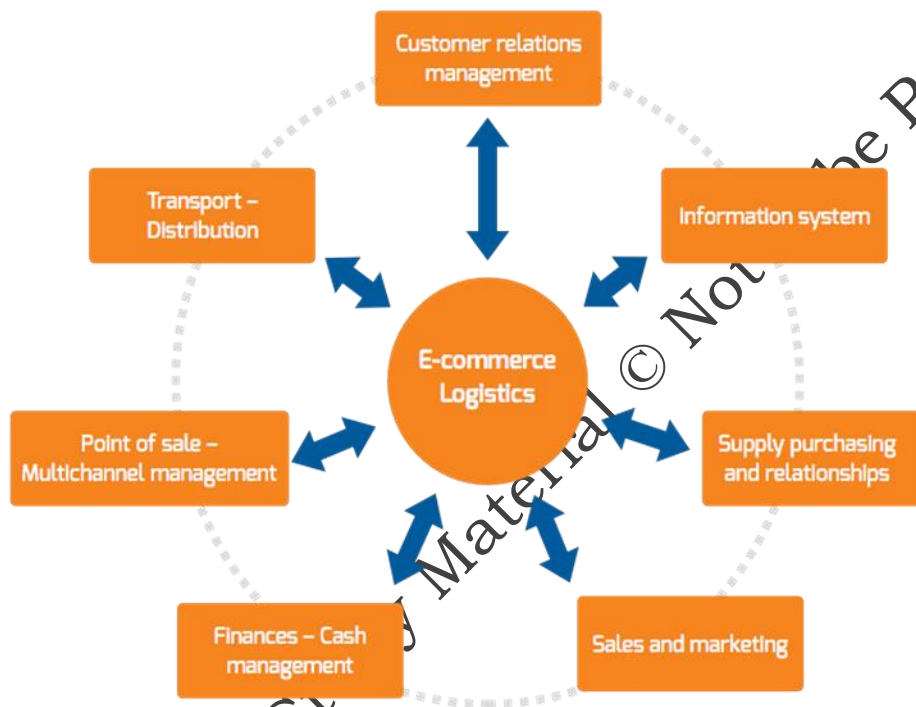 Customer relations
management
Transport –
Distribution
Information system
E-commerce
Logistics
Point of sale –
Multichannel management
Supply purchasing
and relationships
Finances – Cash
management
Sales and marketing
Material © Not be